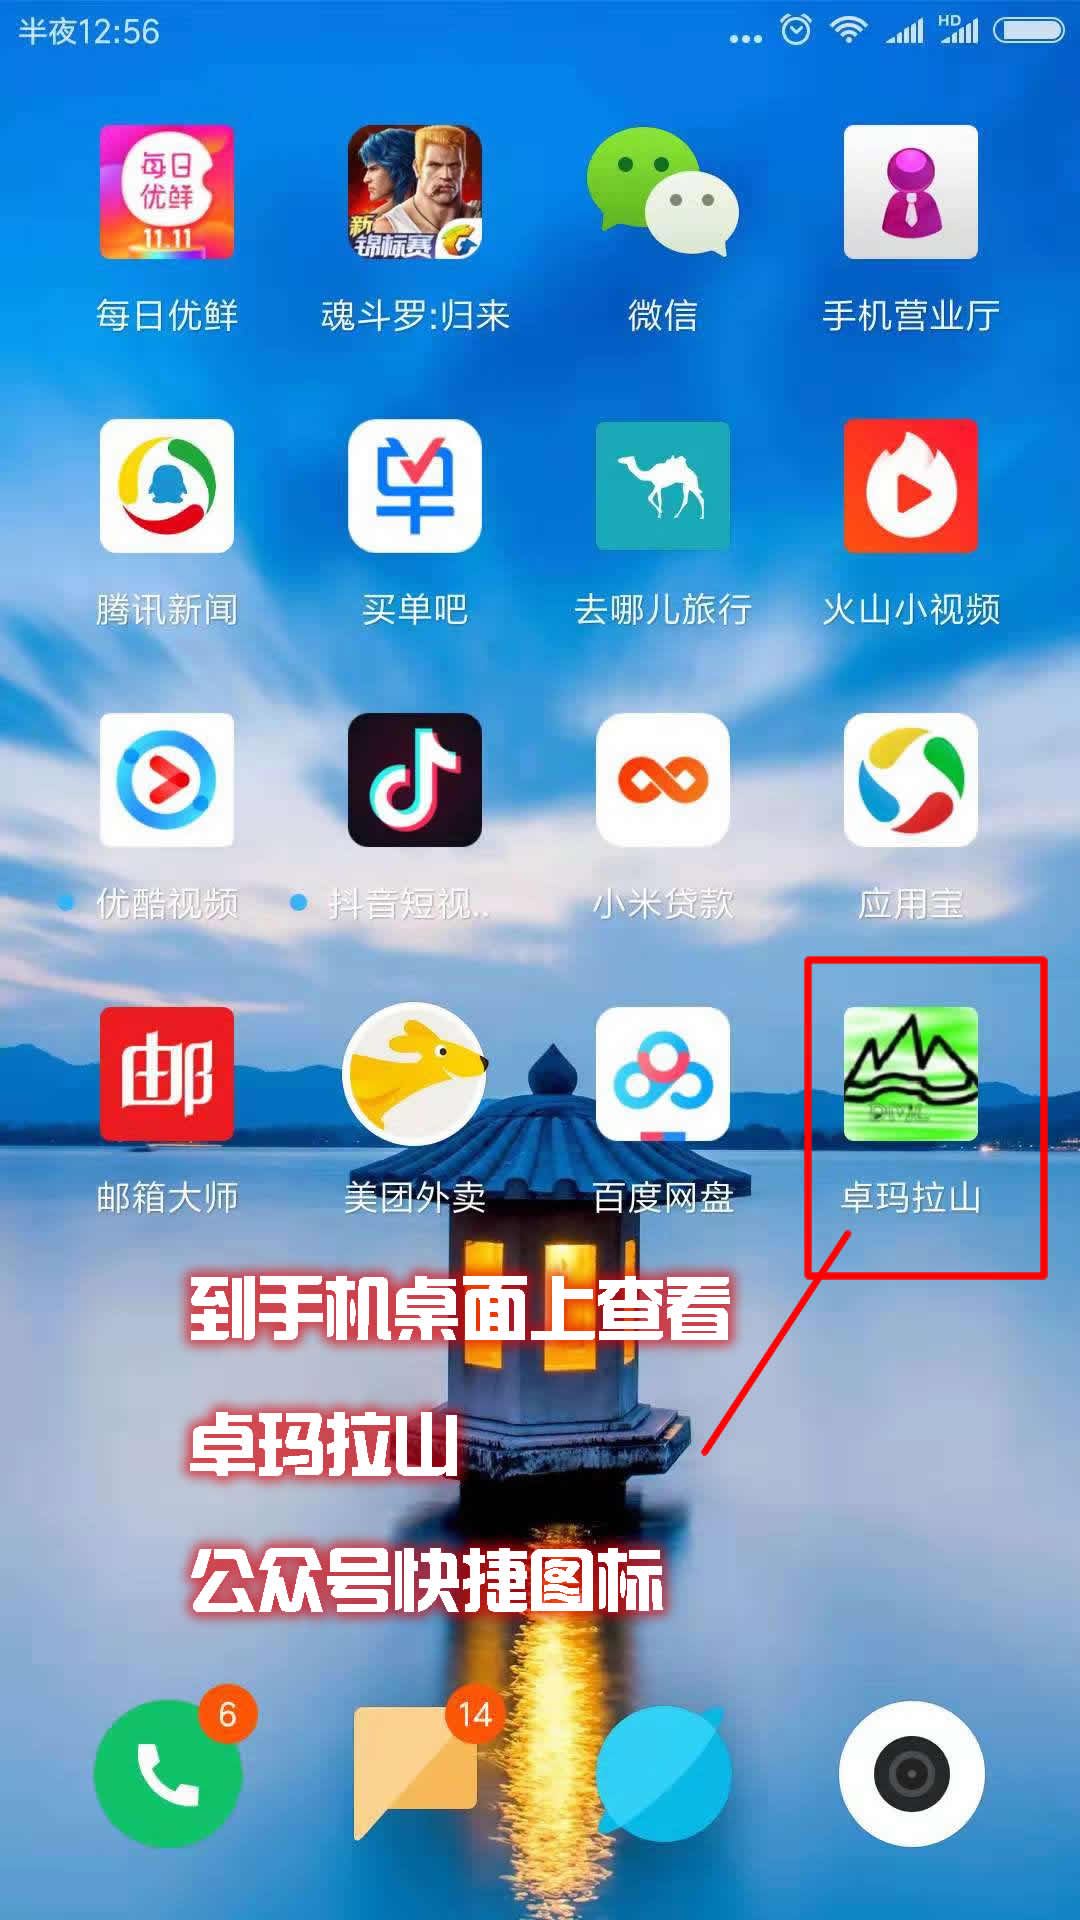 半夜12:56
HD
每日
优鲜
11.11
新
锦标赛
每日优鲜
魂斗罗:归来
微信
手机营业厅
单
腾讯新闻
买单吧
去哪儿旅行
火山小视频
优酷视频
抖音短视..
小米贷款
应用宝
邮
邮箱大师
美团外卖
百度网盘
卓玛拉山
到手机桌面上查看
卓玛拉山
公众号快捷图标
6
14